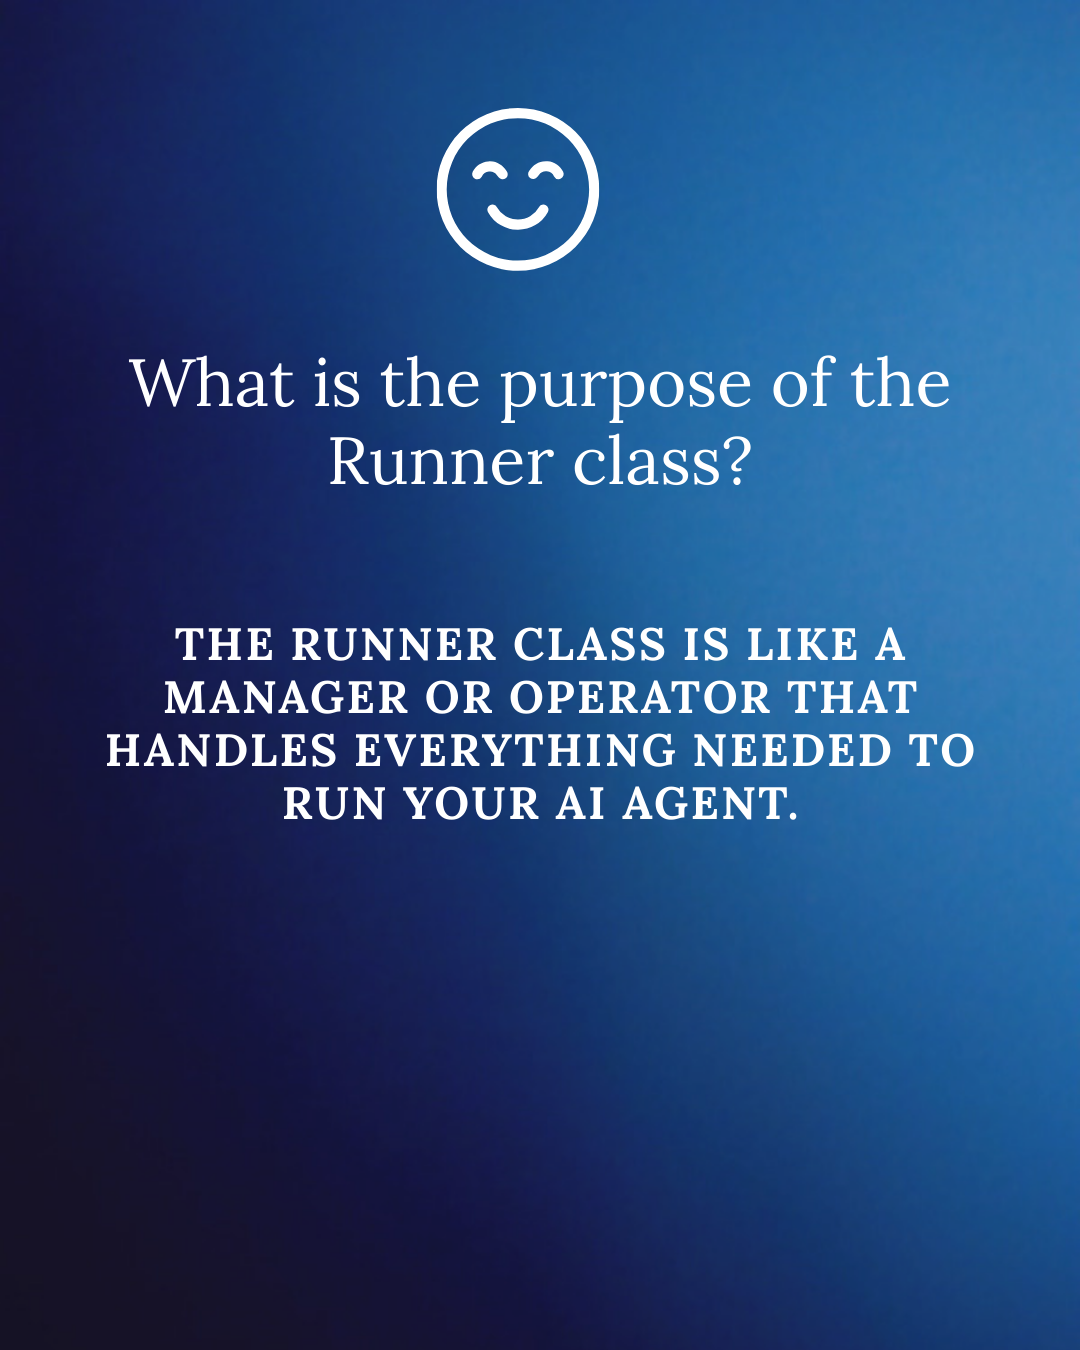 What is the purpose of the
Runner class?
THE RUNNER CLASS IS LIKE A
MANAGER OR OPERATOR THAT
HANDLES EVERYTHING NEEDED TO
RUN YOUR AI AGENT.